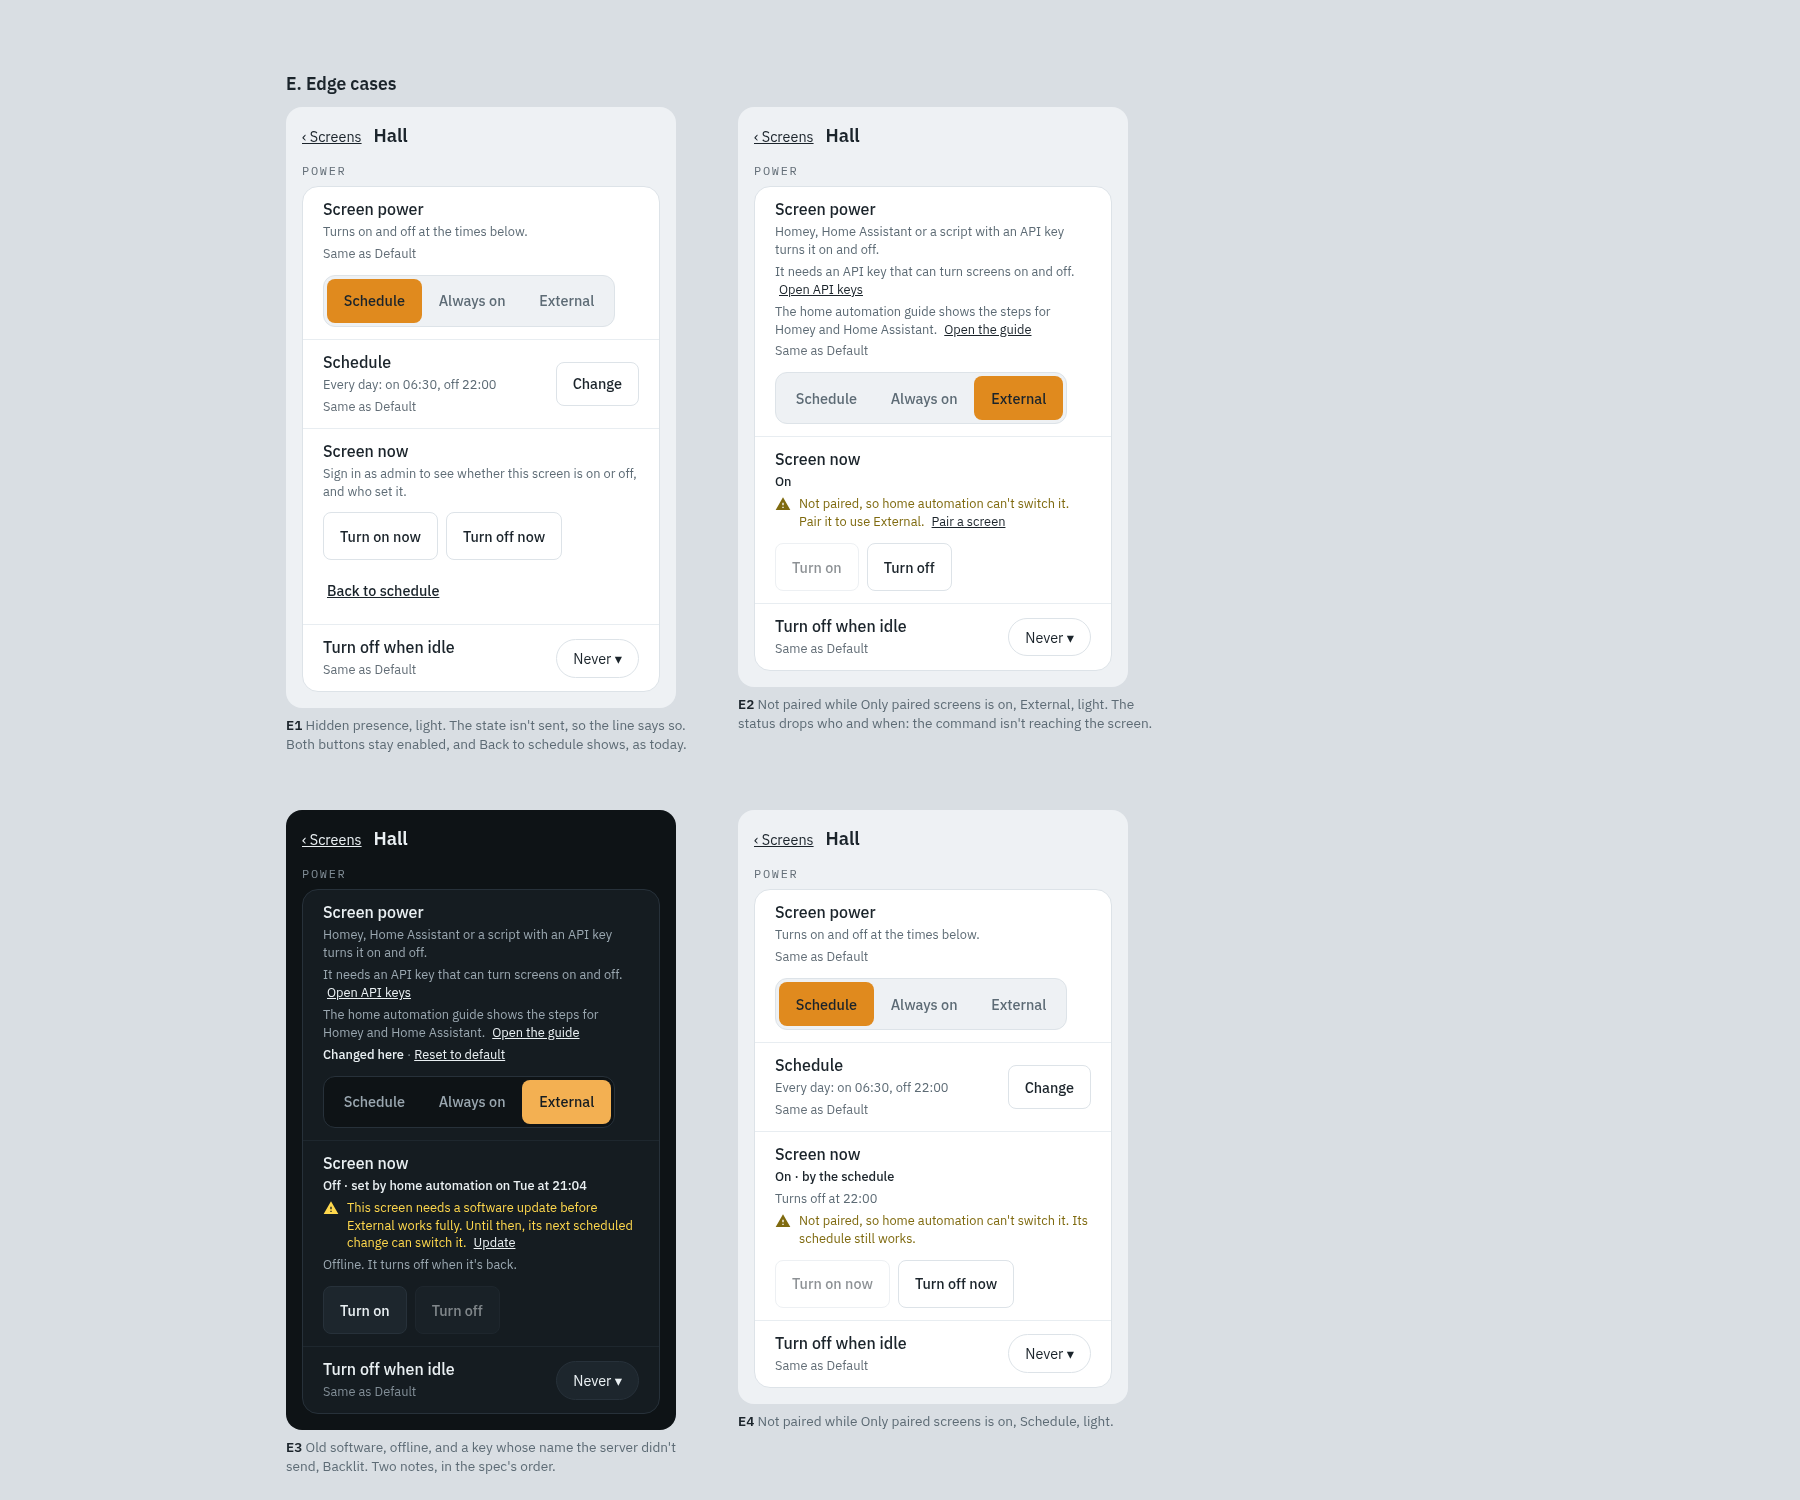 E. Edge cases
‹ Screens Hall
POWER
Screen power
Turns on and off at the times below.
Same as Default
Schedule Always on External
Schedule
Every day: on 06:30, off 22:00
Same as Default
Change
Screen now
Sign in as admin to see whether this screen is on or off,
and who set it.
Turn on now Turn off now
Back to schedule
Turn off when idle
Same as Default
Never ▾
E1 Hidden presence, light. The state isn't sent, so the line says so.
Both buttons stay enabled, and Back to schedule shows, as today.
‹ Screens Hall
POWER
Screen power
Homey, Home Assistant or a script with an API key
turns it on and off.
It needs an API key that can turn screens on and off.
Open API keys
The home automation guide shows the steps for
Homey and Home Assistant. Open the guide
Same as Default
Schedule Always on External
Screen now
On
Not paired, so home automation can't switch it.
Pair it to use External. Pair a screen
Turn on Turn off
Turn off when idle
Same as Default
Never ▾
E2 Not paired while Only paired screens is on, External, light. The
status drops who and when: the command isn't reaching the screen.
‹ Screens Hall
POWER
Screen power
Homey, Home Assistant or a script with an API key
turns it on and off.
It needs an API key that can turn screens on and off.
Open API keys
The home automation guide shows the steps for
Homey and Home Assistant. Open the guide
Changed here · Reset to default
Schedule Always on External
Screen now
Off · set by home automation on Tue at 21:04
This screen needs a software update before
External works fully. Until then, its next scheduled
change can switch it. Update
Offline. It turns off when it's back.
Turn on Turn off
Turn off when idle
Same as Default
Never ▾
E3 Old software, offline, and a key whose name the server didn't
send, Backlit. Two notes, in the spec's order.
‹ Screens Hall
POWER
Screen power
Turns on and off at the times below.
Same as Default
Schedule Always on External
Schedule
Every day: on 06:30, off 22:00
Same as Default
Change
Screen now
On · by the schedule
Turns off at 22:00
Not paired, so home automation can't switch it. Its
schedule still works.
Turn on now Turn off now
Turn off when idle
Same as Default
Never ▾
E4 Not paired while Only paired screens is on, Schedule, light.